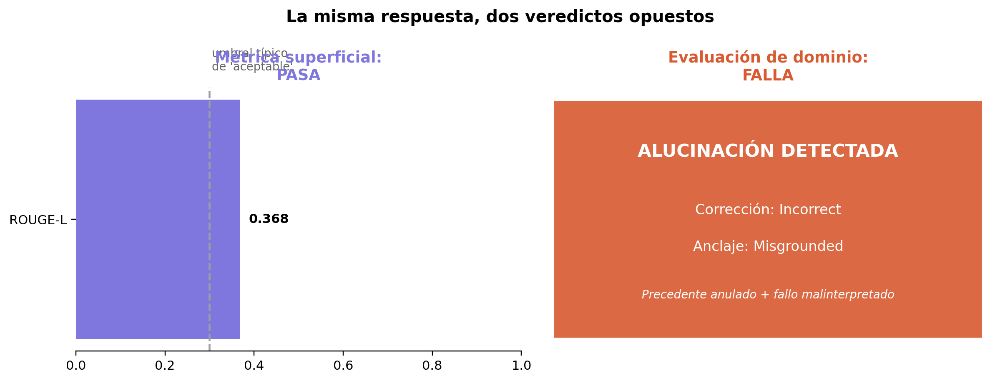 La misma respuesta, dos veredictos opuestos
umbral típico
de 'aceptable'
Métrica superficial:
PASA
ROUGE-L
0.368
0.0 0.2 0.4 0.6 0.8 1.0
Evaluación de dominio:
FALLA
ALUCINACIÓN DETECTADA
Corrección: Incorrect
Anclaje: Misgrounded
Precedente anulado + fallo malinterpretado